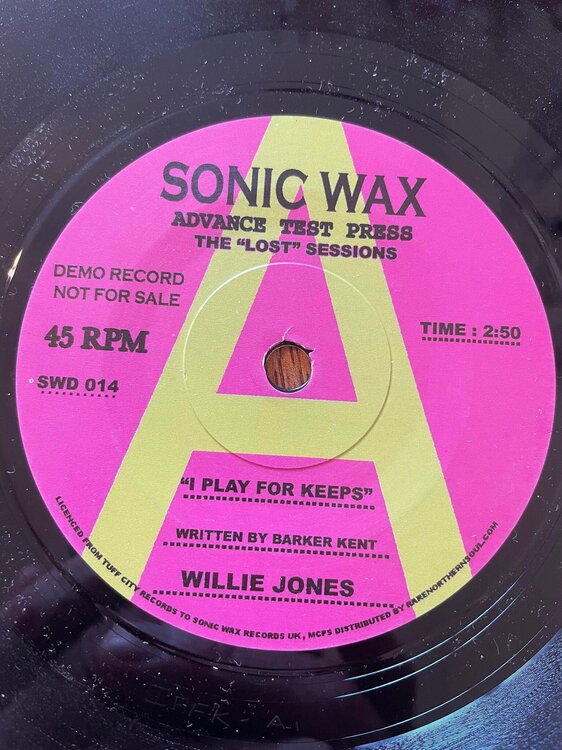 SONIC WAX
ADVANCE TEST PRESS
THE "LOST" SESSIONS
DEMO RECORD
NOT FOR SALE
45 RPM
TIME : 2:50
SWD 014
A
"I PLAY FOR KEEPS"
WRITTEN BY BARKER KENT
WILLIE JONES
LICENCED FROM TUFF CITY RECORDS TO SONIC WAX RECORDS UK, MCPS DISTRIBUTED BY RARENORTHERNSOUL.COM